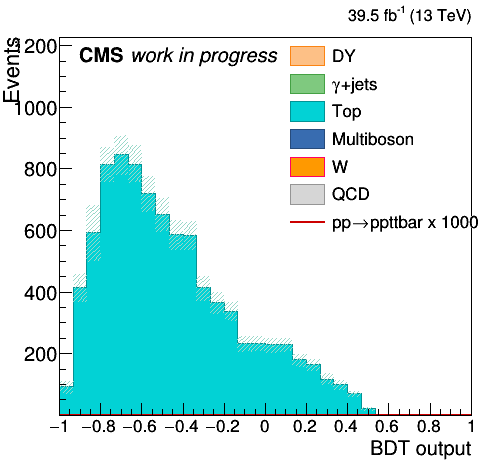 39.5 fb⁻¹ (13 TeV)
CMS work in progress
Events
1200
1000
800
600
400
200
DY
γ+jets
Top
Multiboson
W
QCD
pp→ppttbar x 1000
−1 −0.8 −0.6 −0.4 −0.2 0 0.2 0.4 0.6 0.8 1
BDT output